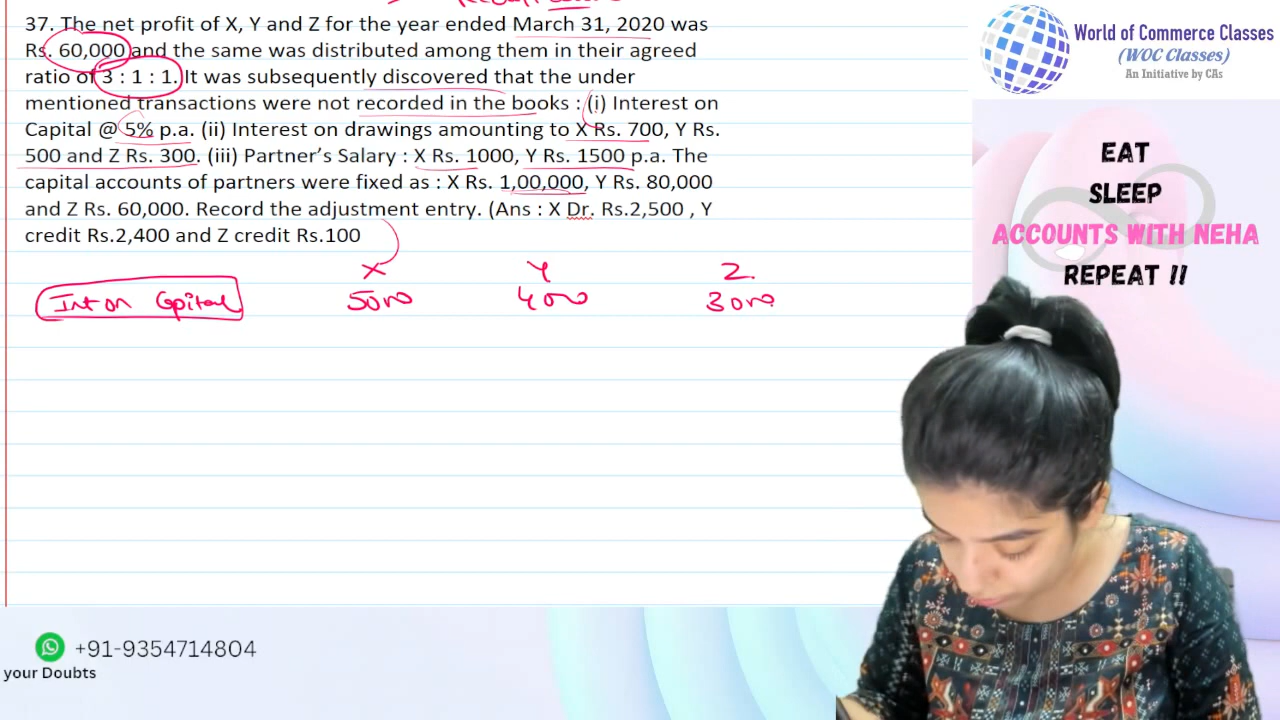 37. The net profit of X, Y and Z for the year ended March 31, 2020 was
Rs. 60,000 and the same was distributed among them in their agreed
ratio of 3 : 1 : 1. It was subsequently discovered that the under
mentioned transactions were not recorded in the books : (i) Interest on
Capital @ 5% p.a. (ii) Interest on drawings amounting to X Rs. 700, Y Rs.
500 and Z Rs. 300. (iii) Partner's Salary : X Rs. 1000, Y Rs. 1500 p.a. The
capital accounts of partners were fixed as : X Rs. 1,00,000, Y Rs. 80,000
and Z Rs. 60,000. Record the adjustment entry. (Ans : X Dr. Rs.2,500 , Y
credit Rs.2,400 and Z credit Rs.100
X Y Z
Int on Capital 5000 4000 3000
World of Commerce Classes
(WOC Classes)
An Initiative by CAs
EAT
SLEEP
ACCOUNTS WITH NEHA
REPEAT !!
+91-9354714804
your Doubts